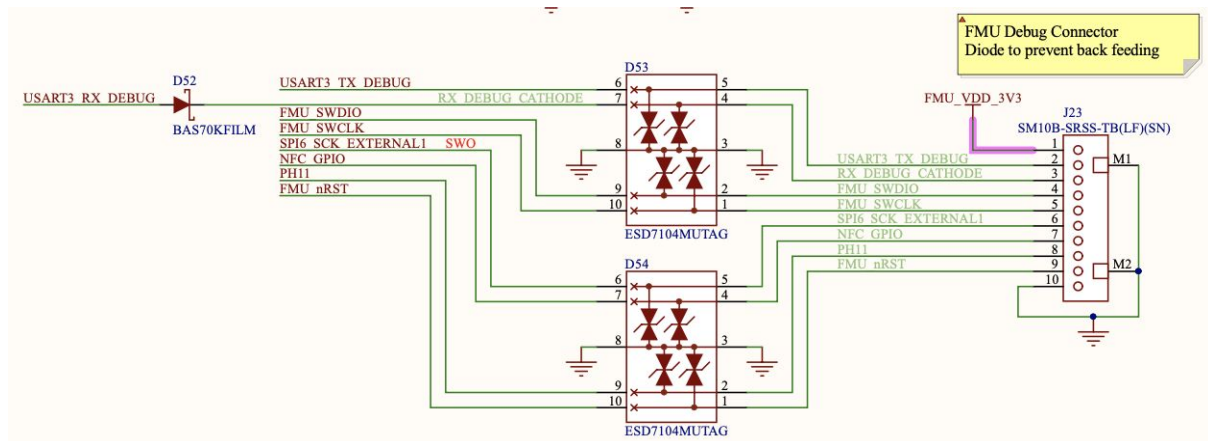 FMU Debug Connector
Diode to prevent back feeding
D52
USART3_RX_DEBUG
BAS70KFILM
USART3_TX_DEBUG
RX_DEBUG_CATHODE
FMU_SWDIO
FMU_SWCLK
SPI6_SCK_EXTERNAL1 SWO
NFC_GPIO
PH11
FMU_nRST
D53
6 5
7 4
8 3
9 2
10 1
ESD7104MUTAG
D54
6 5
7 4
8 3
9 2
10 1
ESD7104MUTAG
FMU_VDD_3V3
J23
SM10B-SRSS-TB(LF)(SN)
1
USART3_TX_DEBUG 2
RX_DEBUG_CATHODE 3
FMU_SWDIO 4
FMU_SWCLK 5
SPI6_SCK_EXTERNAL1 6
NFC_GPIO 7
PH11 8
FMU_nRST 9
10
M1
M2